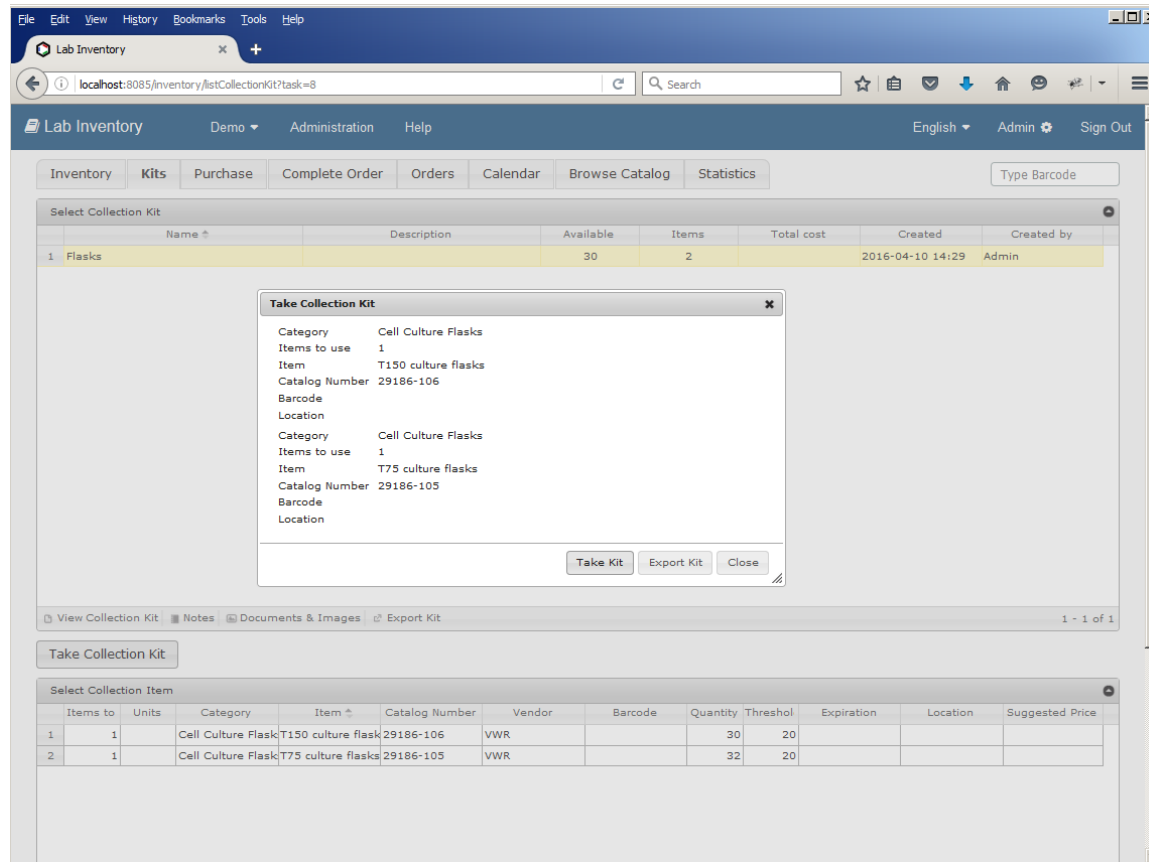 File Edit View History Bookmarks Tools Help
Lab Inventory
localhost:8085/inventory/listCollectionKit?task=8 Search
Lab Inventory Demo Administration Help English Admin Sign Out
Inventory Kits Purchase Complete Order Orders Calendar Browse Catalog Statistics Type Barcode
Select Collection Kit
Name Description Available Items Total cost Created Created by
1 Flasks 30 2 2016-04-10 14:29 Admin
Take Collection Kit
Category Cell Culture Flasks
Items to use 1
Item T150 culture flasks
Catalog Number 29186-106
Barcode
Location
Category Cell Culture Flasks
Items to use 1
Item T75 culture flasks
Catalog Number 29186-105
Barcode
Location
Take Kit Export Kit Close
View Collection Kit Notes Documents & Images Export Kit 1 - 1 of 1
Take Collection Kit
Select Collection Item
Items to Units Category Item Catalog Number Vendor Barcode Quantity Threshol Expiration Location Suggested Price
1 1 Cell Culture Flask T150 culture flask 29186-106 VWR 30 20
2 1 Cell Culture Flask T75 culture flasks 29186-105 VWR 32 20